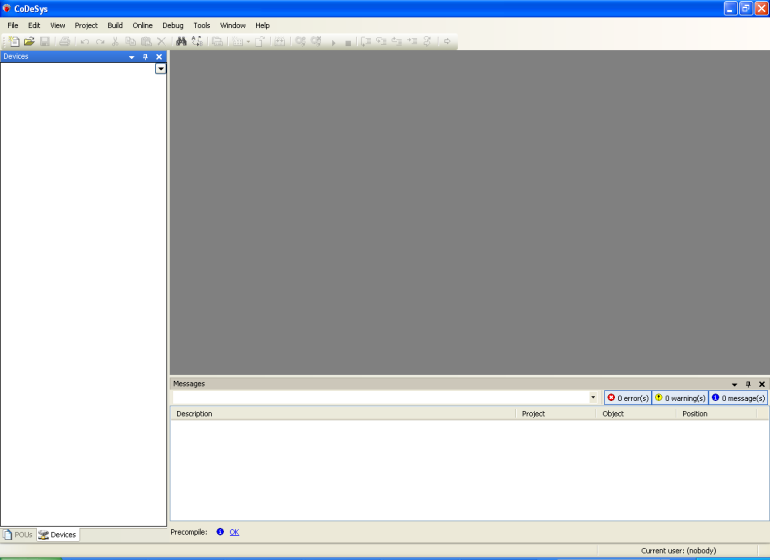 CoDeSys
File Edit View Project Build Online Debug Tools Window Help
Devices
Messages
0 error(s) 0 warning(s) 0 message(s)
Description Project Object Position
Precompile: OK
POUs Devices
Current user: (nobody)